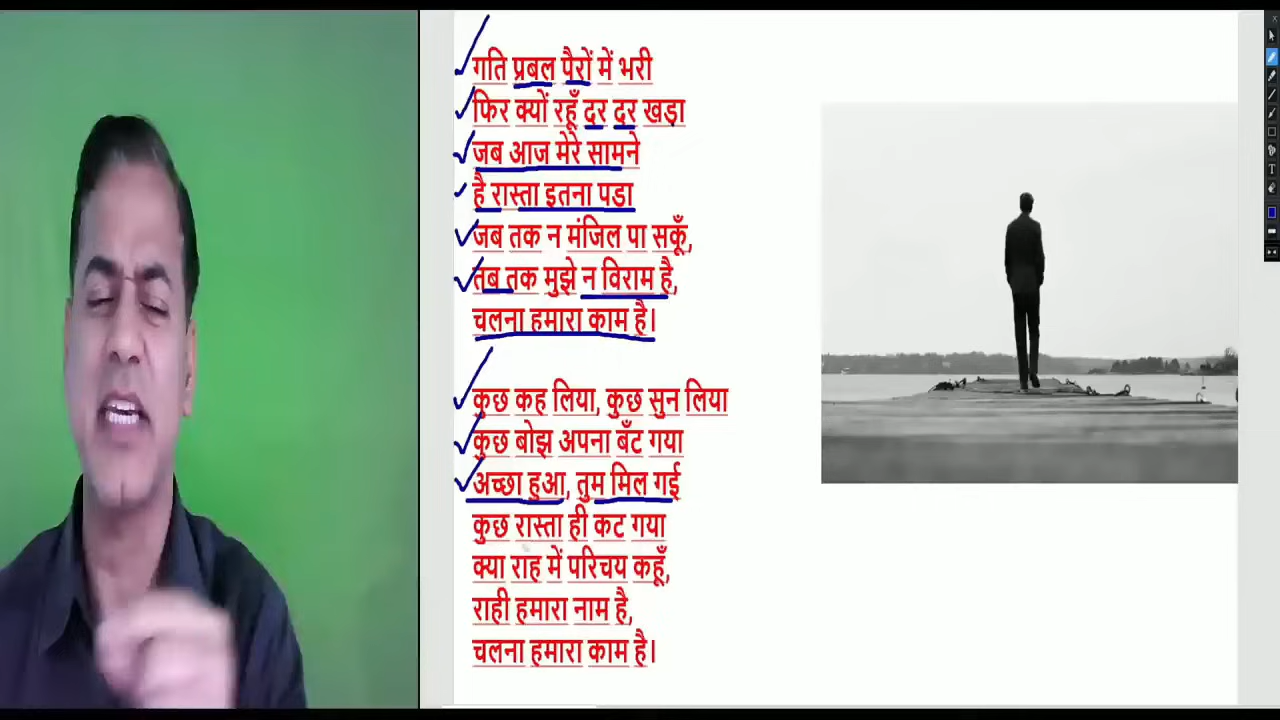 गति प्रबल पैरों में भरी
फिर क्यों रहूँ दर दर खड़ा
जब आज मेरे सामने
है रास्ता इतना पडा
जब तक न मंजिल पा सकूँ,
तब तक मुझे न विराम है,
चलना हमारा काम है।
कुछ कह लिया, कुछ सुन लिया
कुछ बोझ अपना बँट गया
अच्छा हुआ, तुम मिल गई
कुछ रास्ता ही कट गया
क्या राह में परिचय कहूँ,
राही हमारा नाम है,
चलना हमारा काम है।